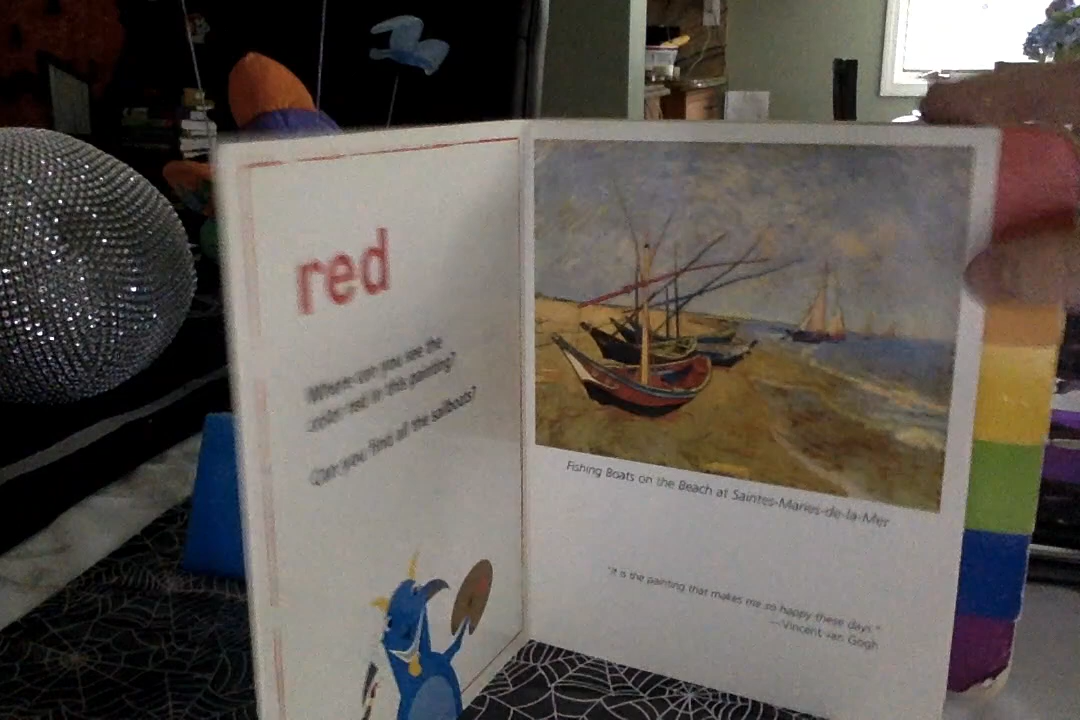 red
Where can you see the
color red in this painting?
Can you find all the sailboats?
Fishing Boats on the Beach at Saintes-Maries-de-la-Mer
"It is the painting that makes me so happy these days."
—Vincent van Gogh